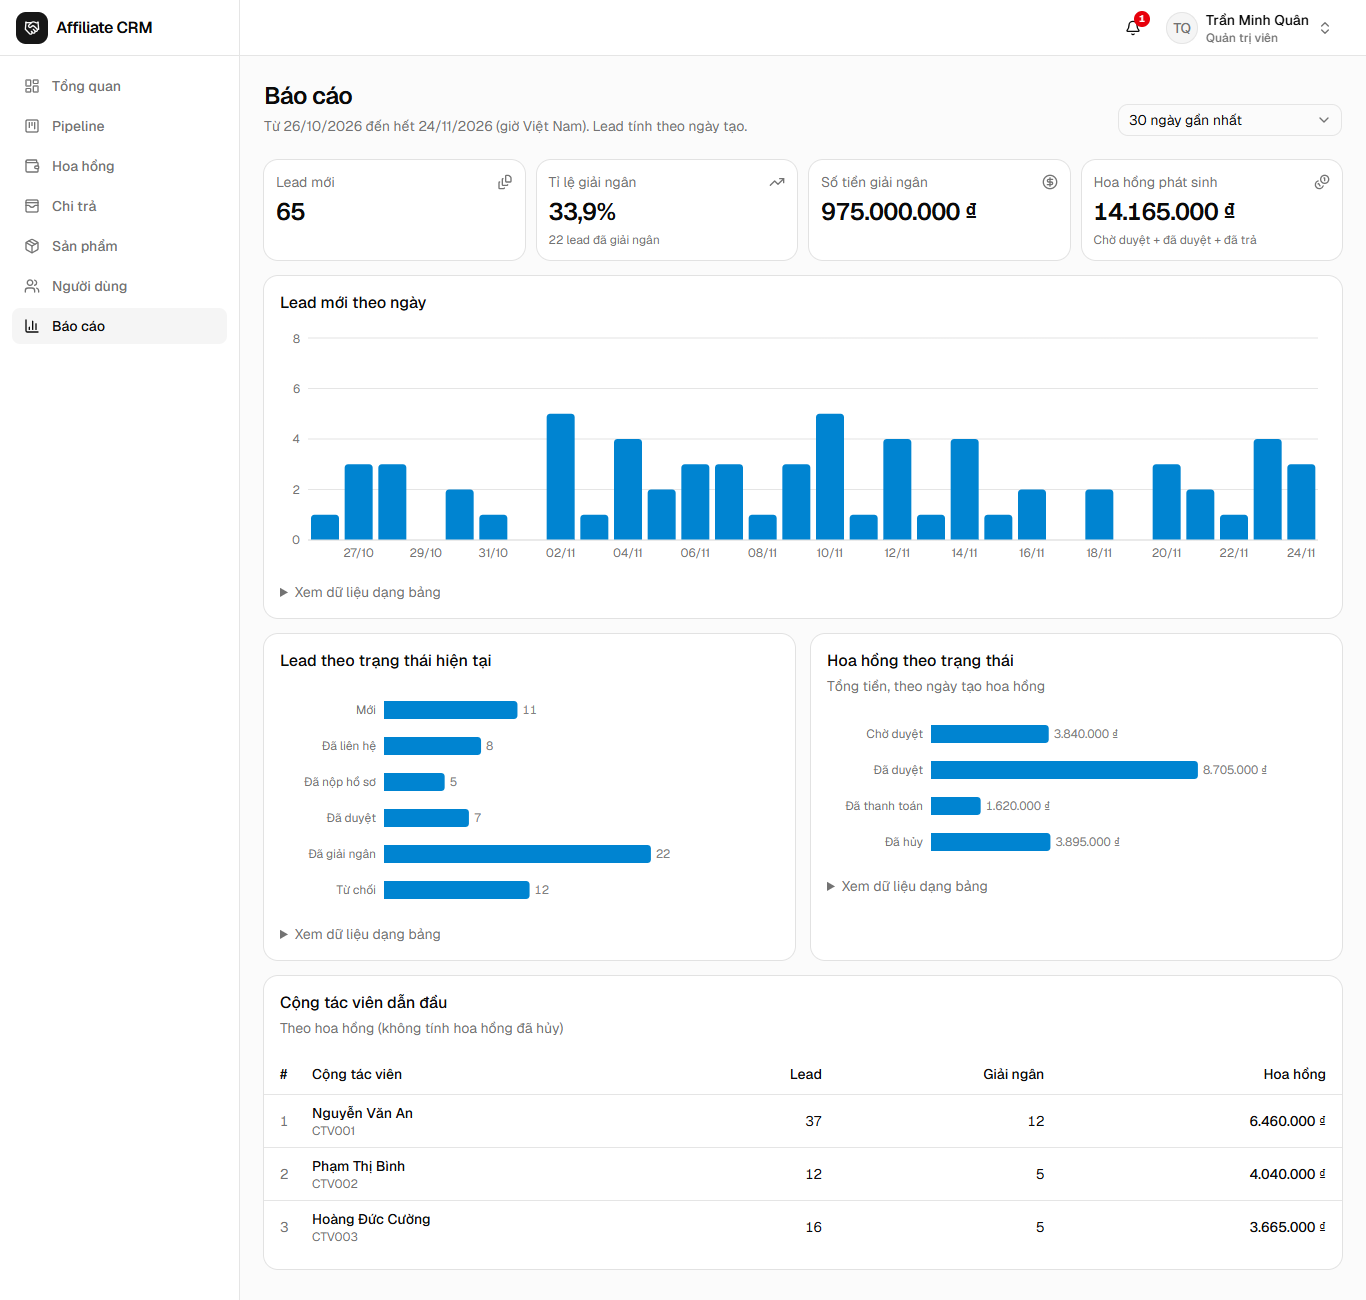 Affiliate CRM
1
TQ
Trần Minh Quân
Quản trị viên
Tổng quan
Pipeline
Hoa hồng
Chi trả
Sản phẩm
Người dùng
Báo cáo
Báo cáo
Từ 26/10/2026 đến hết 24/11/2026 (giờ Việt Nam). Lead tính theo ngày tạo.
30 ngày gần nhất
Lead mới
65
Tỉ lệ giải ngân
33,9%
22 lead đã giải ngân
Số tiền giải ngân
975.000.000 ₫
Hoa hồng phát sinh
14.165.000 ₫
Chờ duyệt + đã duyệt + đã trả
Lead mới theo ngày
8
6
4
2
0
27/10 29/10 31/10 02/11 04/11 06/11 08/11 10/11 12/11 14/11 16/11 18/11 20/11 22/11 24/11
Xem dữ liệu dạng bảng
Lead theo trạng thái hiện tại
Mới 11
Đã liên hệ 8
Đã nộp hồ sơ 5
Đã duyệt 7
Đã giải ngân 22
Từ chối 12
Xem dữ liệu dạng bảng
Hoa hồng theo trạng thái
Tổng tiền, theo ngày tạo hoa hồng
Chờ duyệt 3.840.000 ₫
Đã duyệt 8.705.000 ₫
Đã thanh toán 1.620.000 ₫
Đã hủy 3.895.000 ₫
Xem dữ liệu dạng bảng
Cộng tác viên dẫn đầu
Theo hoa hồng (không tính hoa hồng đã hủy)
# Cộng tác viên Lead Giải ngân Hoa hồng
1 Nguyễn Văn An 37 12 6.460.000 ₫
CTV001
2 Phạm Thị Bình 12 5 4.040.000 ₫
CTV002
3 Hoàng Đức Cường 16 5 3.665.000 ₫
CTV003